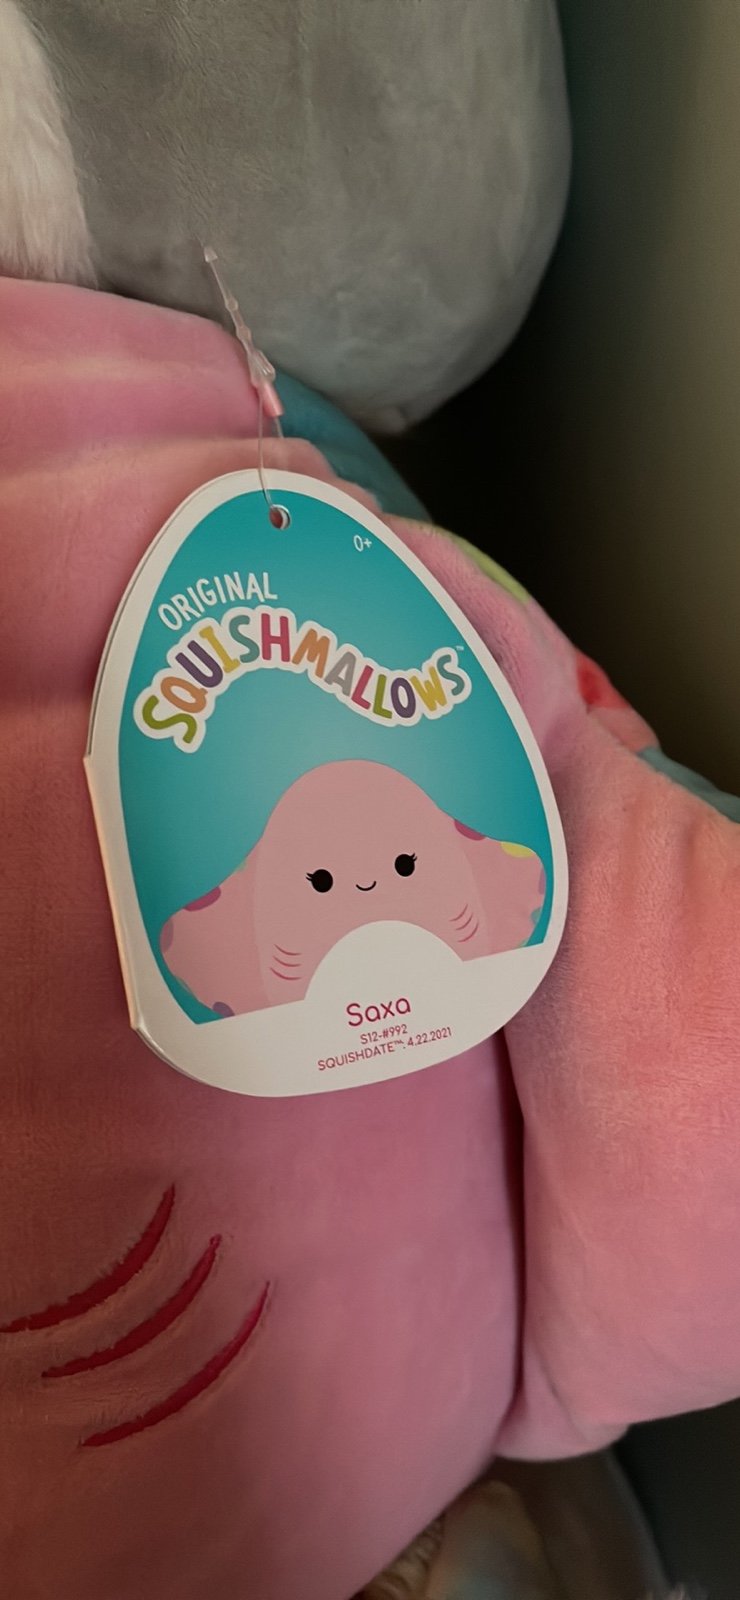 0+
ORIGINAL
SQUISHMALLOWS™
Saxa
S12-#992
SQUISHDATE™: 4.22.2021